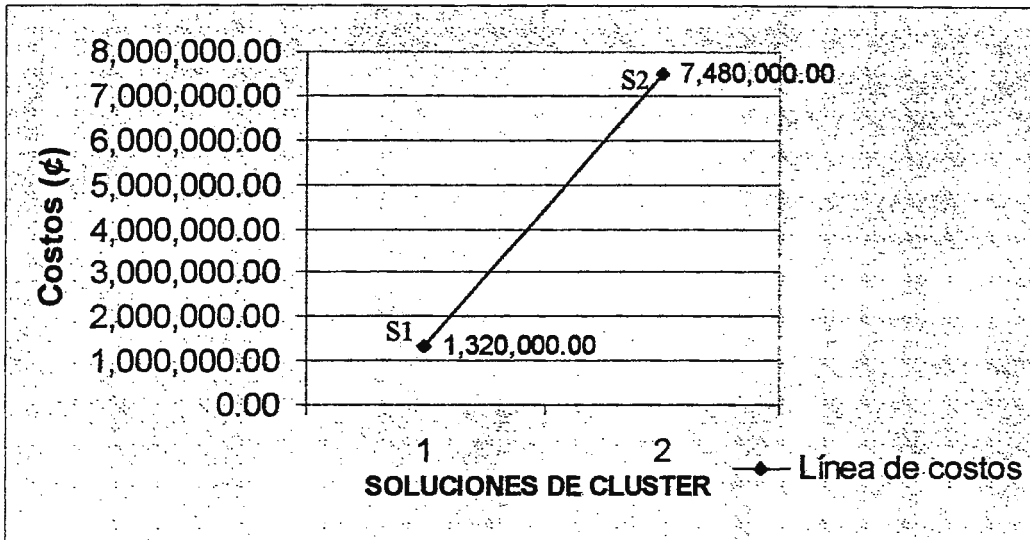 8,000,000.00
7,000,000.00
6,000,000.00
5,000,000.00
4,000,000.00
3,000,000.00
2,000,000.00
1,000,000.00
0.00
Costos (¢)
S2
7,480,000.00
S1
1,320,000.00
1
2
SOLUCIONES DE CLUSTER
Línea de costos